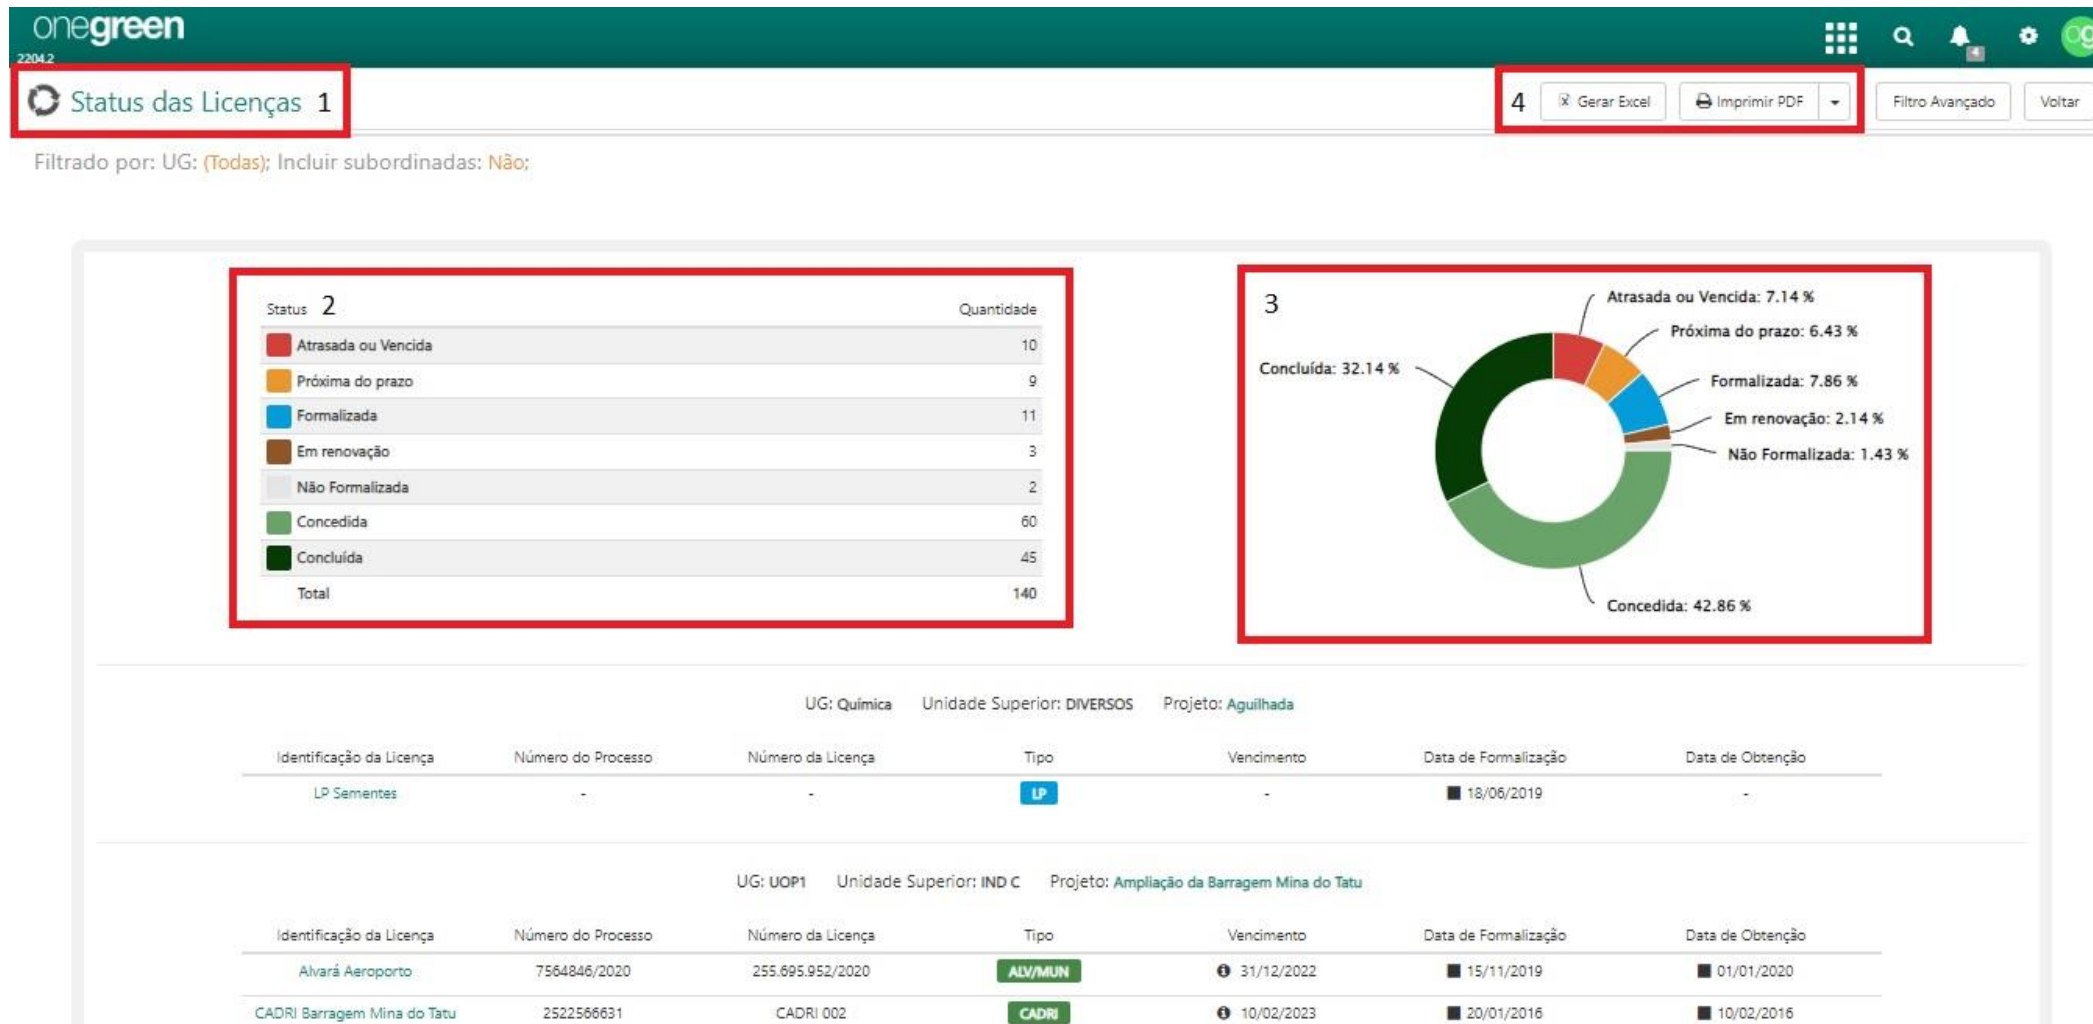 onegreen
2204.2
4
og
Status das Licenças 1
4 Gerar Excel Imprimir PDF Filtro Avançado Voltar
Filtrado por: UG: (Todas); Incluir subordinadas: Não;
Status 2 Quantidade
Atrasada ou Vencida 10
Próxima do prazo 9
Formalizada 11
Em renovação 3
Não Formalizada 2
Concedida 60
Concluída 45
Total 140
3
Atrasada ou Vencida: 7.14 %
Próxima do prazo: 6.43 %
Concluída: 32.14 %
Formalizada: 7.86 %
Em renovação: 2.14 %
Não Formalizada: 1.43 %
Concedida: 42.86 %
UG: Química Unidade Superior: DIVERSOS Projeto: Aguilhada
Identificação da Licença Número do Processo Número da Licença Tipo Vencimento Data de Formalização Data de Obtenção
LP Sementes - - LP - 18/06/2019 -
UG: UOP1 Unidade Superior: IND C Projeto: Ampliação da Barragem Mina do Tatu
Identificação da Licença Número do Processo Número da Licença Tipo Vencimento Data de Formalização Data de Obtenção
Alvará Aeroporto 7564846/2020 255.695.952/2020 ALV/MUN 31/12/2022 15/11/2019 01/01/2020
CADRI Barragem Mina do Tatu 2522566631 CADRI 002 CADRI 10/02/2023 20/01/2016 10/02/2016